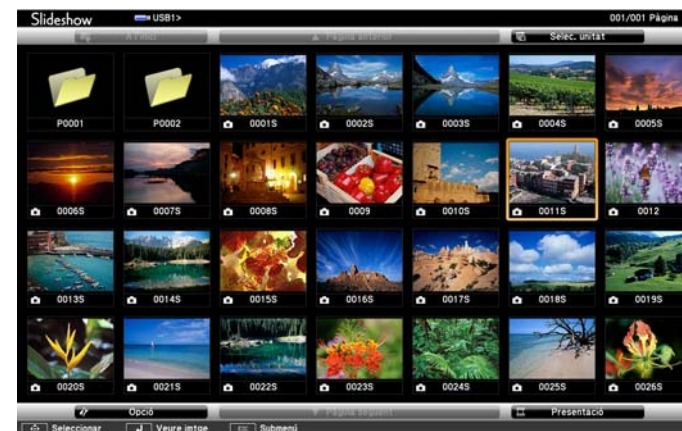 Slideshow USB1> 001/001 Pàgina
A l'inici ▲ Pàgina anterior Selec. unitat
P0001 P0002 0001S 0002S 0003S 0004S 0005S
0006S 0007S 0008S 0009 0010S 0011S 0012
0013S 0014S 0015S 0016S 0017S 0018S 0019S
0020S 0021S 0022S 0023S 0024S 0025S 0026S
Opció ▼ Pàgina següent Presentació
Seleccionar Veure imtge Submenú